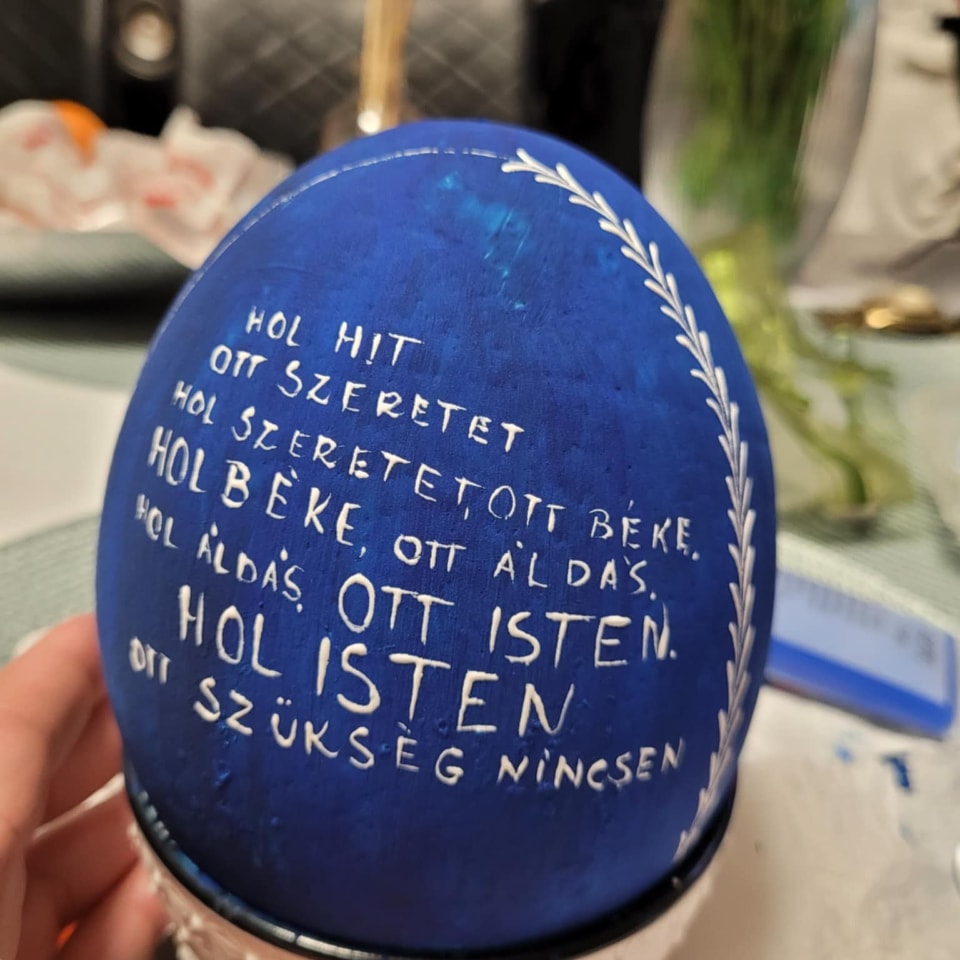 HOL HIT
OTT SZERETET
HOL SZERETET, OTT BÉKE.
HOL BÉKE, OTT ÁLDÁS.
HOL ÁLDÁS, OTT ISTEN.
HOL ISTEN
OTT SZÜKSÉG NINCSEN